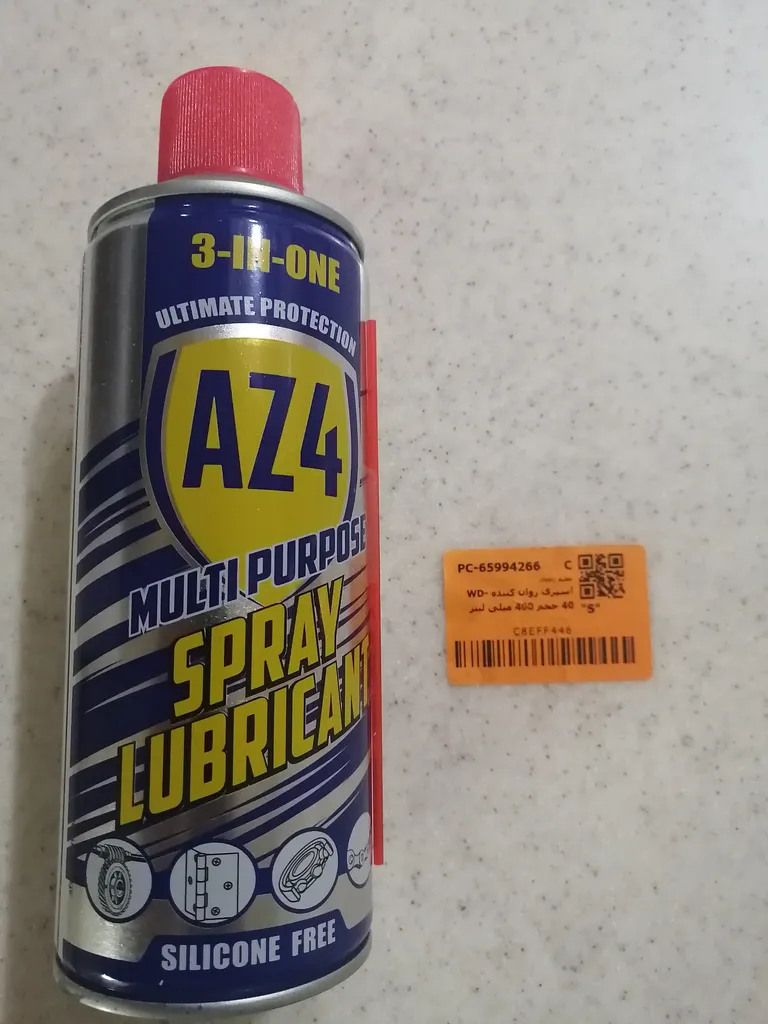 3-IN-ONE
ULTIMATE PROTECTION
AZ4
MULTI PURPOSE
SPRAY
LUBRICANT
SILICONE FREE
PC-65994266 C
اسپری روان کننده WD-
40 حجم 400 میلی لیتر
"S"
C8EFF446